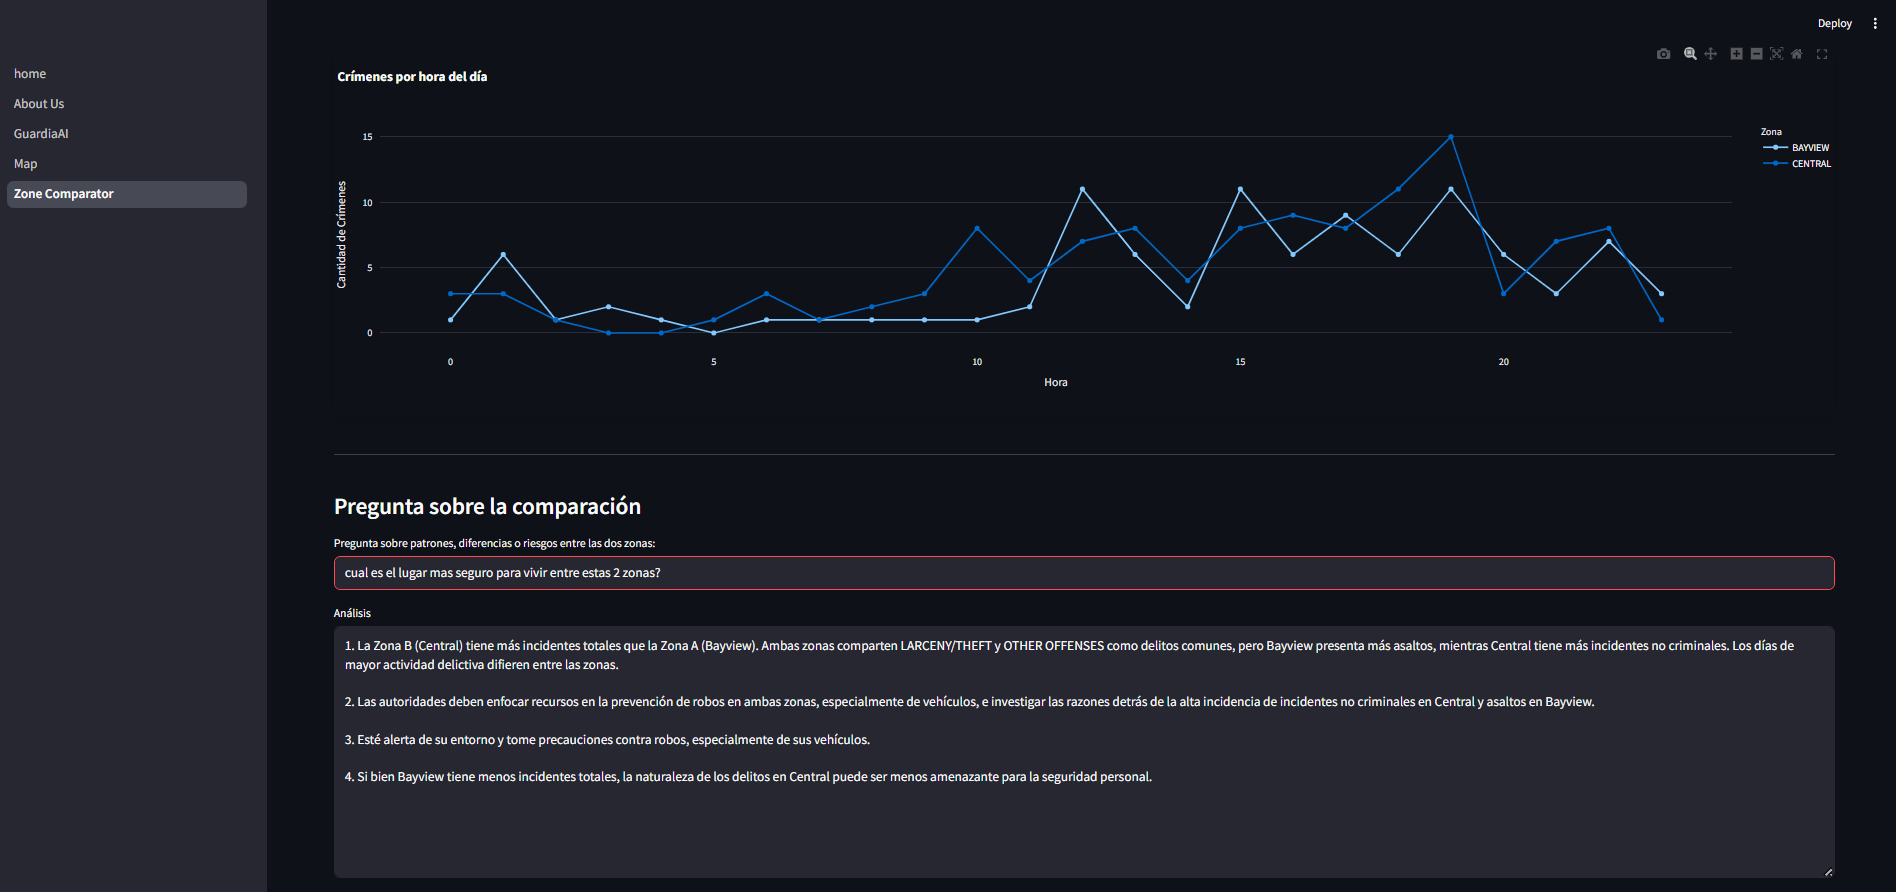 Deploy
home
About Us
GuardiaAI
Map
Zone Comparator
Crímenes por hora del día
15
10
5
0
Cantidad de Crímenes
0
5
10
15
20
Hora
Zona
BAYVIEW
CENTRAL
Pregunta sobre la comparación
Pregunta sobre patrones, diferencias o riesgos entre las dos zonas:
cual es el lugar mas seguro para vivir entre estas 2 zonas?
Análisis
1. La Zona B (Central) tiene más incidentes totales que la Zona A (Bayview). Ambas zonas comparten LARCENY/THEFT y OTHER OFFENSES como delitos comunes, pero Bayview presenta más asaltos, mientras Central tiene más incidentes no criminales. Los días de
mayor actividad delictiva difieren entre las zonas.
2. Las autoridades deben enfocar recursos en la prevención de robos en ambas zonas, especialmente de vehículos, e investigar las razones detrás de la alta incidencia de incidentes no criminales en Central y asaltos en Bayview.
3. Esté alerta de su entorno y tome precauciones contra robos, especialmente de sus vehículos.
4. Si bien Bayview tiene menos incidentes totales, la naturaleza de los delitos en Central puede ser menos amenazante para la seguridad personal.